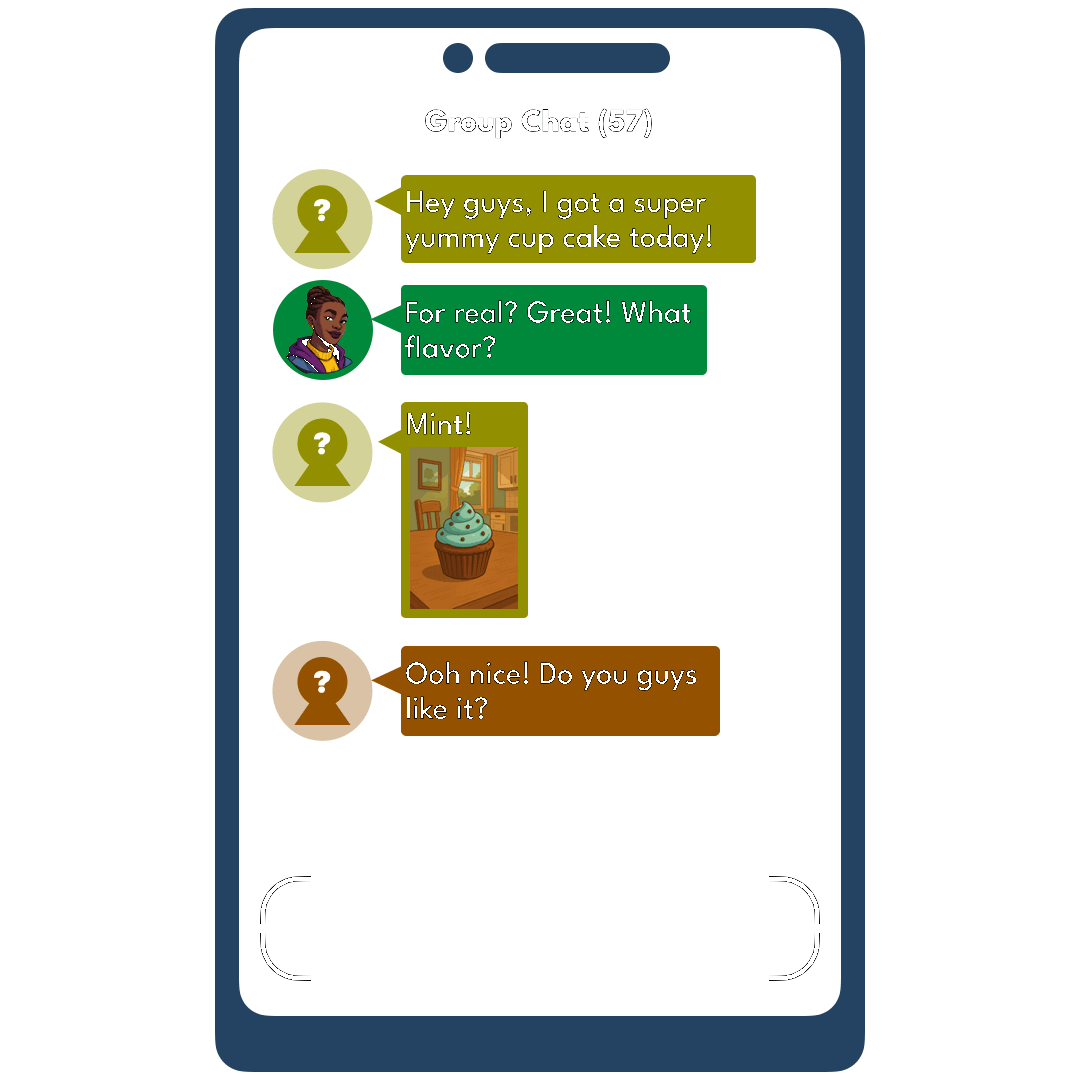 Group Chat (57)
?
Hey guys, I got a super
yummy cup cake today!
For real? Great! What
flavor?
?
Mint!
?
Ooh nice! Do you guys
like it?